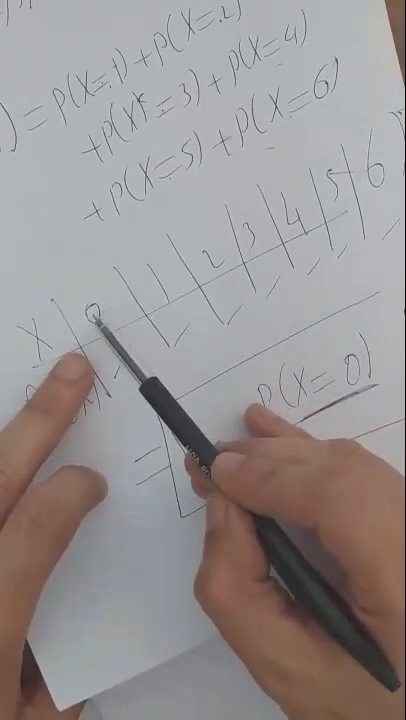 ) = P(X=1) + P(X=2)
+ P(X=3) + P(X=4)
+ P(X=5) + P(X=6)
X | 0 | 1 | 2 | 3 | 4 | 5 | 6
P(X=0)
=